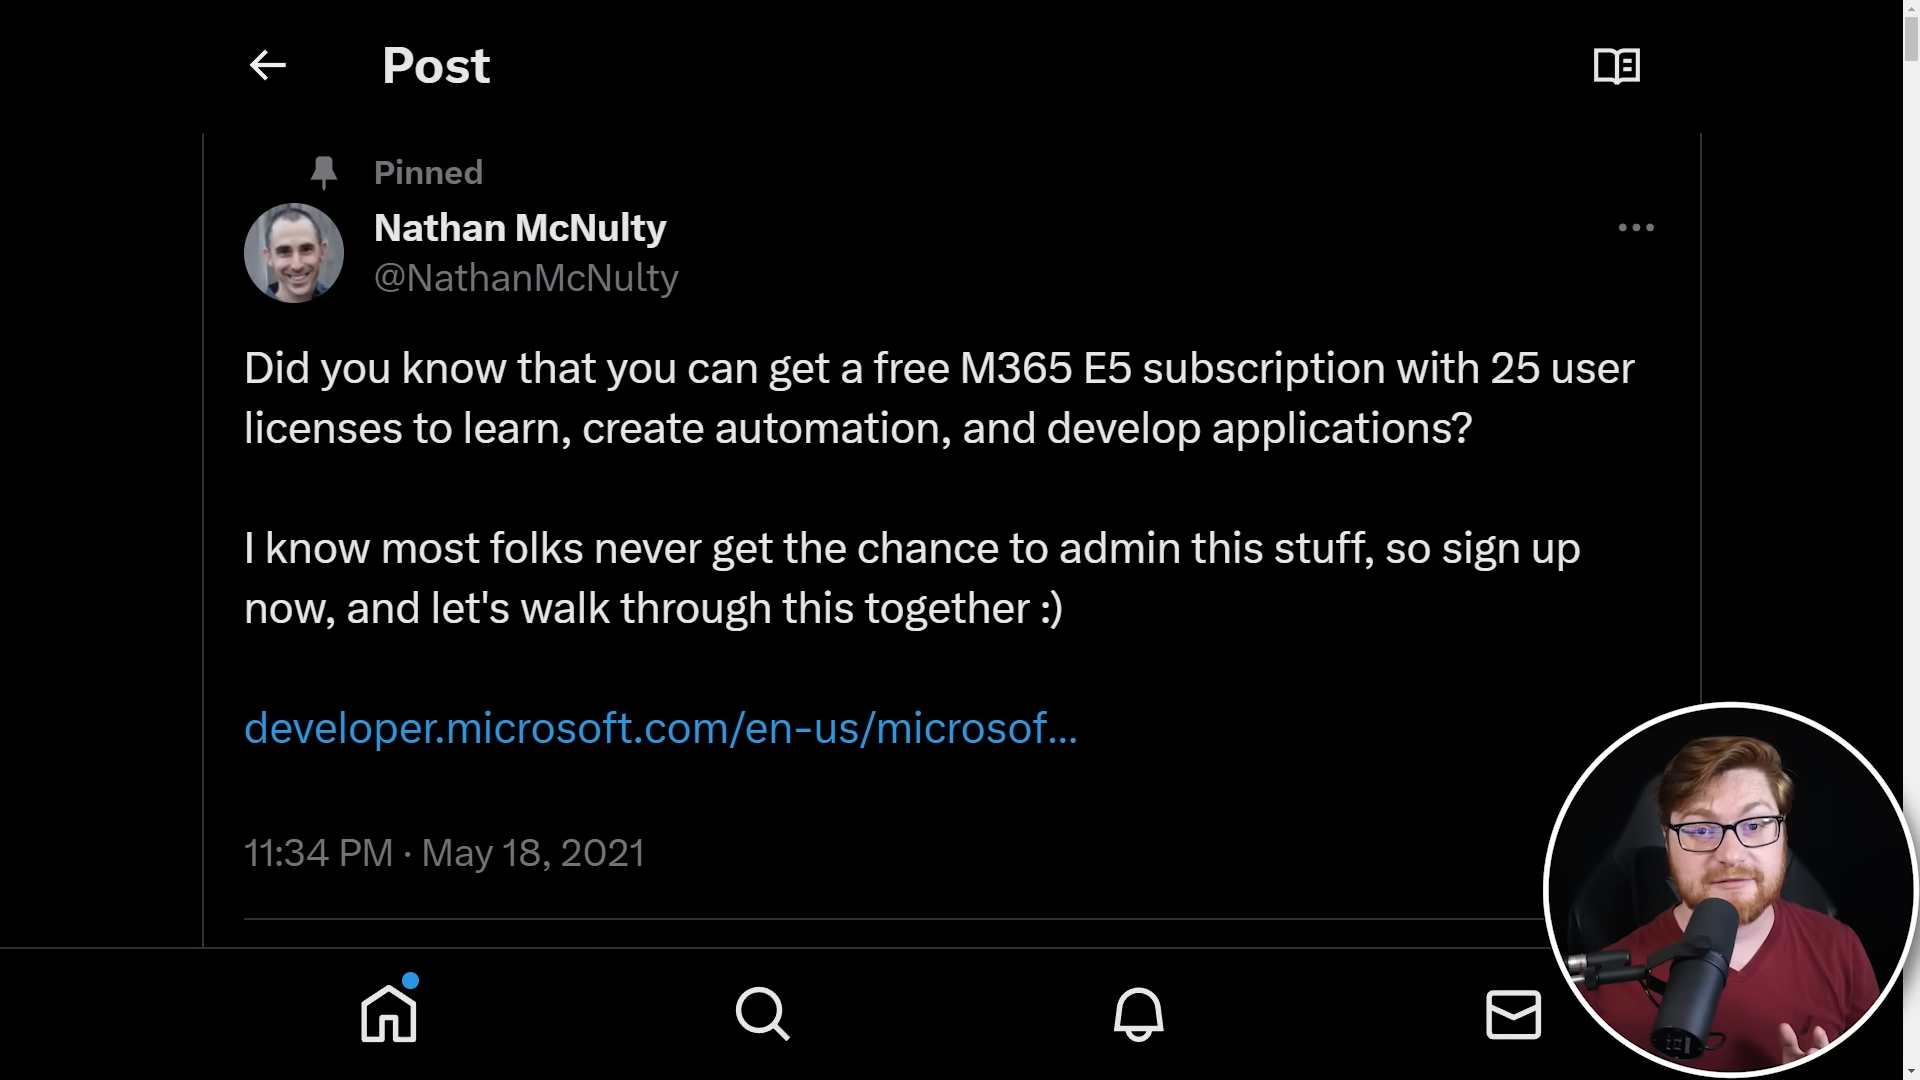 Post
Pinned
Nathan McNulty
@NathanMcNulty
Did you know that you can get a free M365 E5 subscription with 25 user
licenses to learn, create automation, and develop applications?
I know most folks never get the chance to admin this stuff, so sign up
now, and let's walk through this together :)
developer.microsoft.com/en-us/microsof...
11:34 PM · May 18, 2021